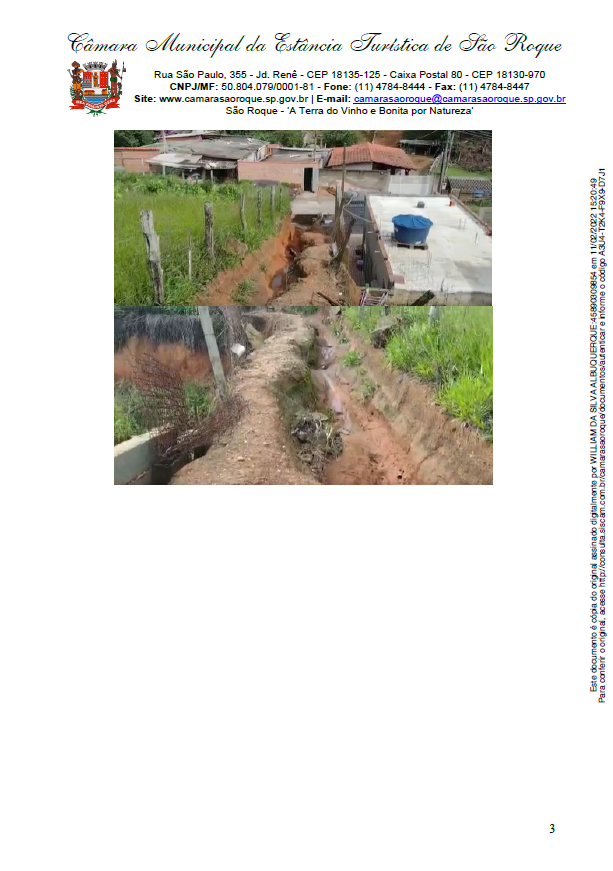 Câmara Municipal da Estância Turística de São Roque
Rua São Paulo, 355 - Jd. Renê - CEP 18135-125 - Caixa Postal 80 - CEP 18130-970
CNPJ/MF: 50.804.079/0001-81 - Fone: (11) 4784-8444 - Fax: (11) 4784-8447
Site: www.camarasaoroque.sp.gov.br | E-mail: camarasaoroque@camarasaoroque.sp.gov.br
São Roque - 'A Terra do Vinho e Bonita por Natureza'
Este documento é cópia do original assinado digitalmente por WILLIAM DA SILVA ALBUQUERQUE:45890309854 em 11/02/2022 15:20:49
Para conferir o original, acesse http://consulta.siscam.com.br/camarasaoroque/documentos/autenticar e informe o código A3U4-T2K4-F9X9-D7J1
3